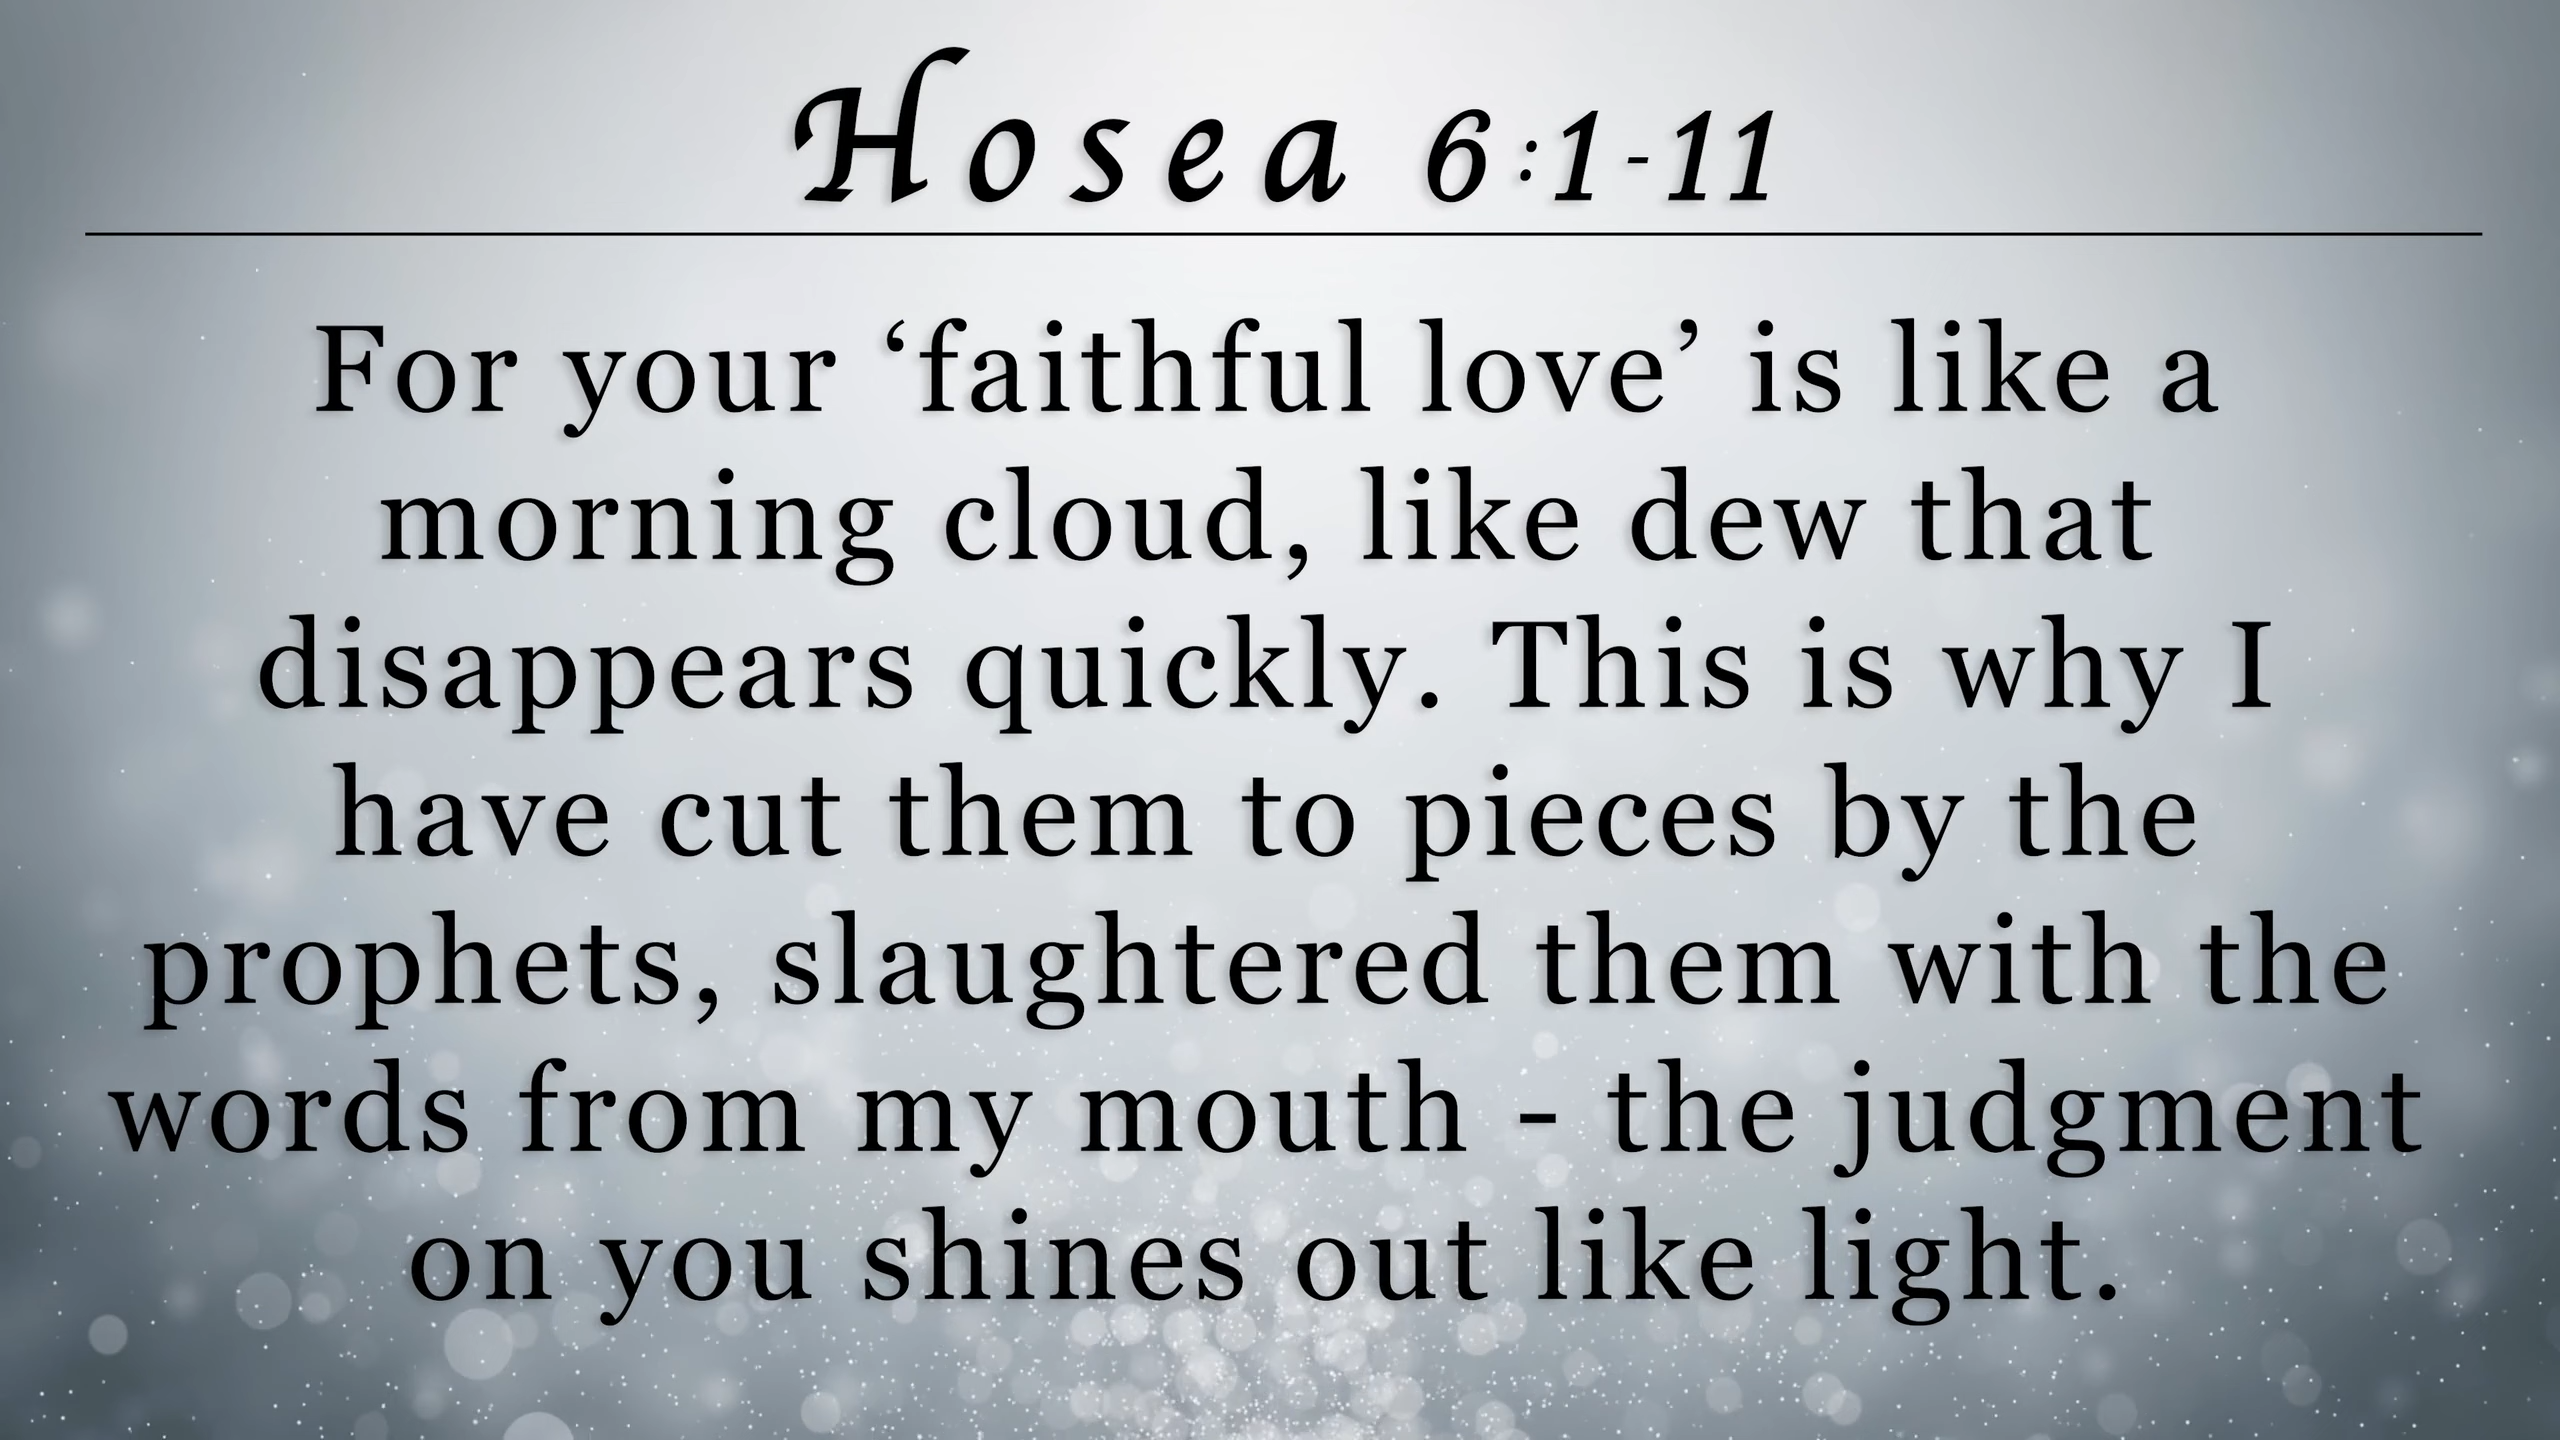 Hosea 6:1-11
For your ‘faithful love’ is like a
morning cloud, like dew that
disappears quickly. This is why I
have cut them to pieces by the
prophets, slaughtered them with the
words from my mouth - the judgment
on you shines out like light.